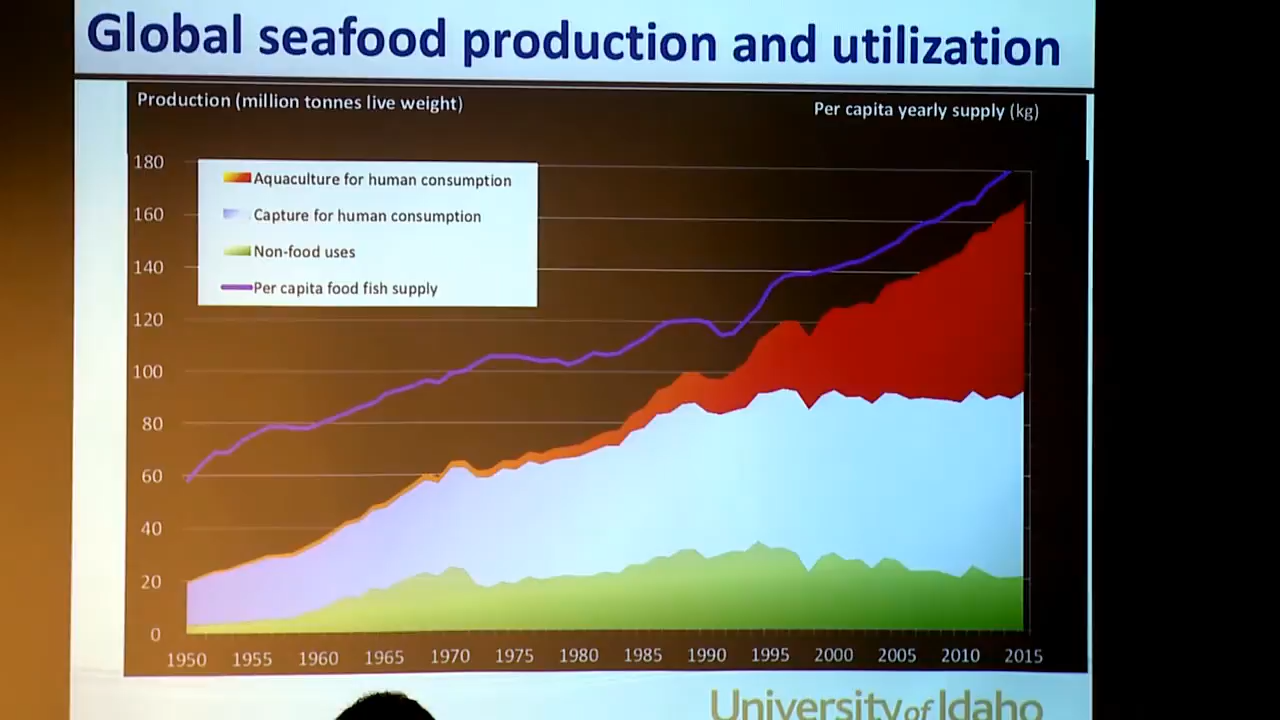 Global seafood production and utilization
Production (million tonnes live weight)
Per capita yearly supply (kg)
180
160
140
120
100
80
60
40
20
0
Aquaculture for human consumption
Capture for human consumption
Non-food uses
Per capita food fish supply
1950 1955 1960 1965 1970 1975 1980 1985 1990 1995 2000 2005 2010 2015
University of Idaho